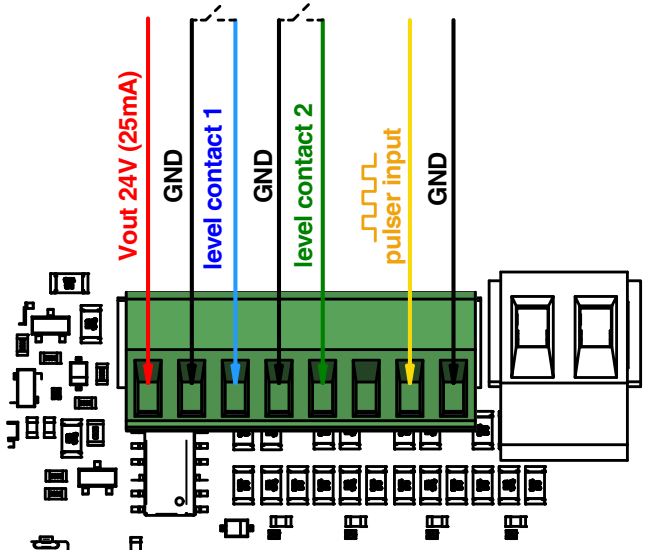 Vout 24V (25mA)
GND
level contact 1
GND
level contact 2
pulser input
GND